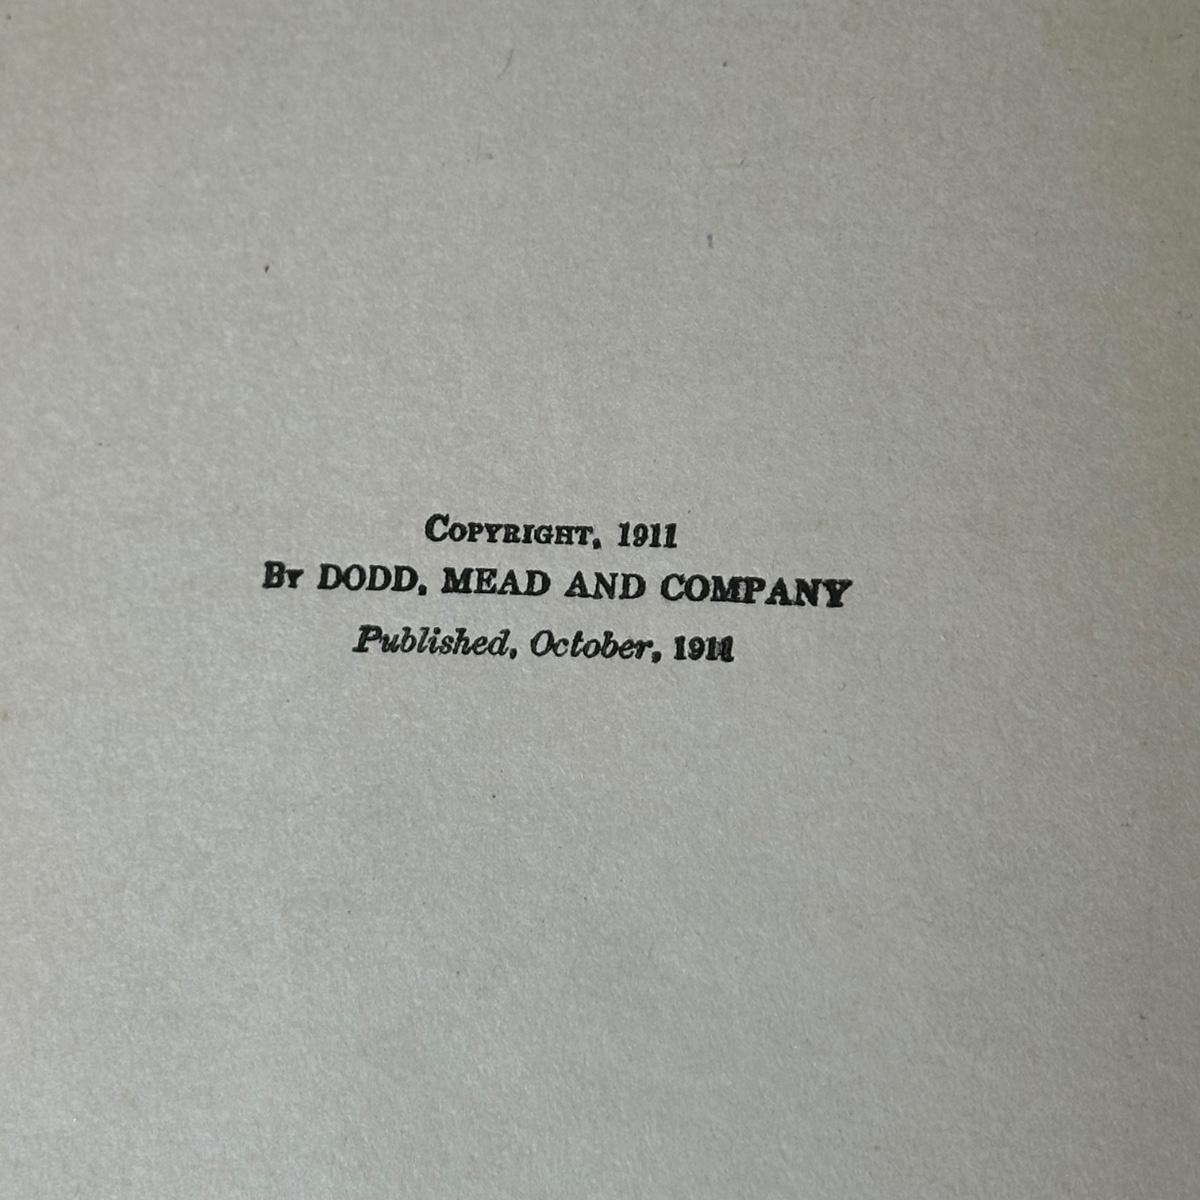 Copyright, 1911
By DODD, MEAD AND COMPANY
Published, October, 1911